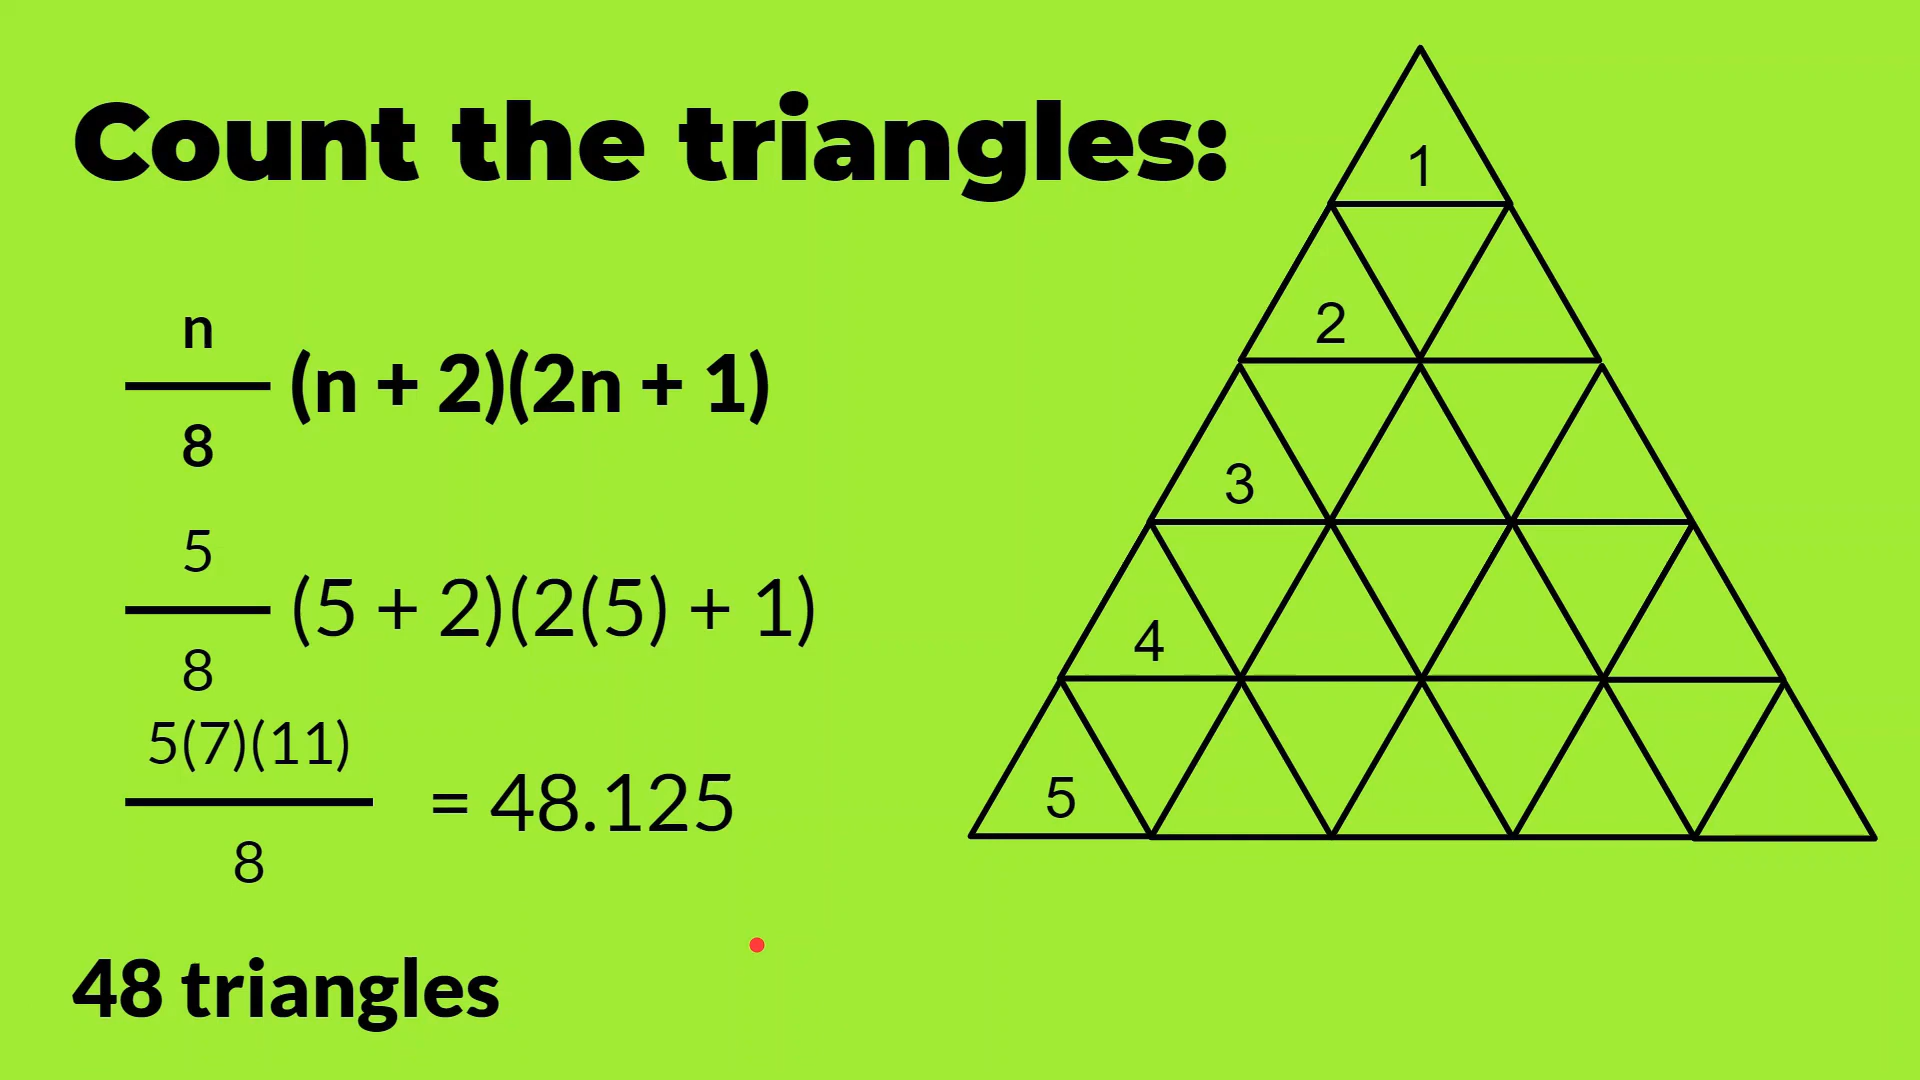 Count the triangles:
n
8
(n + 2)(2n + 1)
5
8
(5 + 2)(2(5) + 1)
5(7)(11)
8
= 48.125
48 triangles
1
2
3
4
5